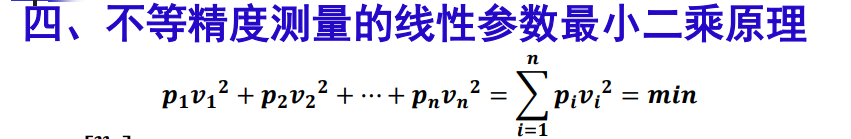 四、不等精度测量的线性参数最小二乘原理
p₁v₁² + p₂v₂² + ⋯ + pₙvₙ² = ∑ᵢ₌₁ⁿ pᵢvᵢ² = min